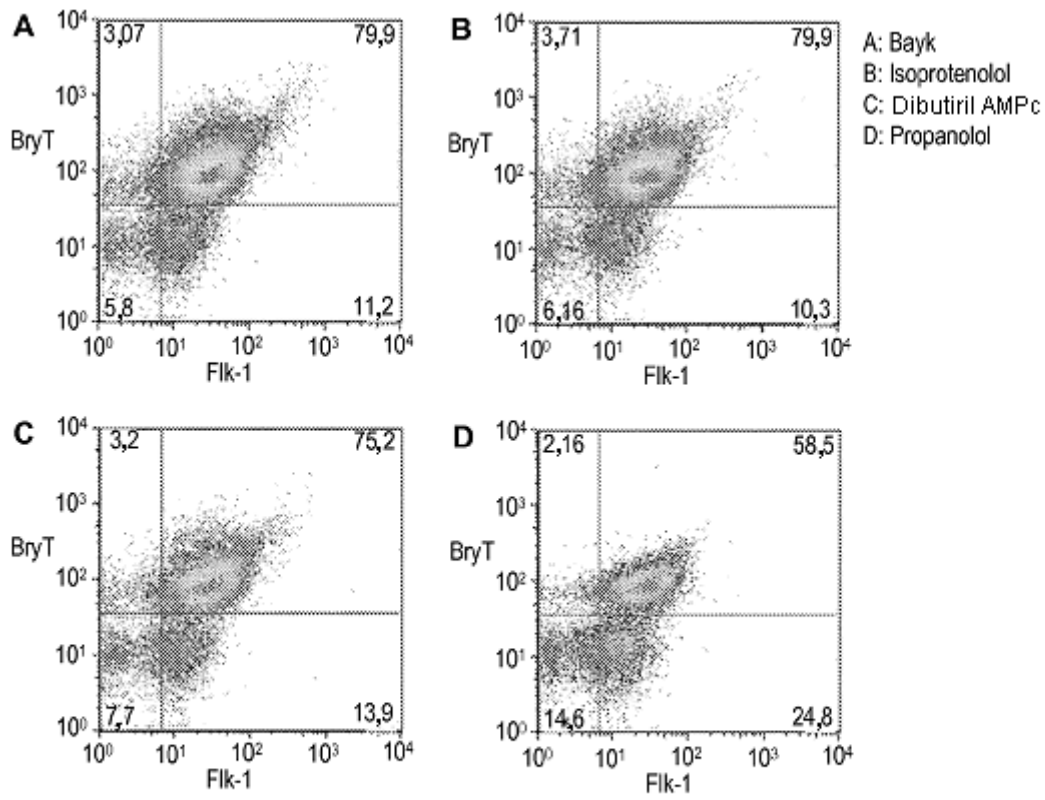 A
3,07 79,9
10⁴
10³
BryT
10²
10¹
10⁰
5,8 11,2
10⁰ 10¹ 10² 10³ 10⁴
Flk-1
B
3,71 79,9
10⁴
10³
BryT
10²
10¹
10⁰
6,16 10,3
10⁰ 10¹ 10² 10³ 10⁴
Flk-1
A: Bayk
B: Isoprotenolol
C: Dibutiril AMPc
D: Propanolol
C
3,2 75,2
10⁴
10³
BryT
10²
10¹
10⁰
7,7 13,9
10⁰ 10¹ 10² 10³ 10⁴
Flk-1
D
2,16 58,5
10⁴
10³
BryT
10²
10¹
10⁰
14,6 24,8
10⁰ 10¹ 10² 10³ 10⁴
Flk-1